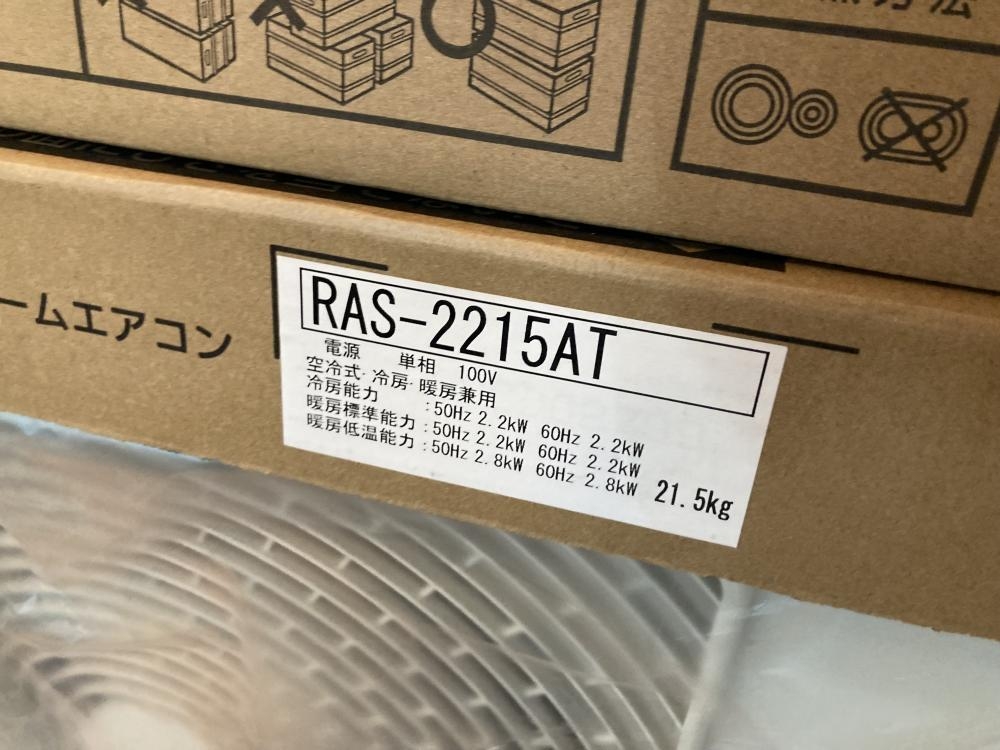 ームエアコン
RAS-2215AT
電源 単相 100V
空冷式・冷房・暖房兼用
冷房能力 :50Hz 2.2kW 60Hz 2.2kW
暖房標準能力:50Hz 2.2kW 60Hz 2.2kW
暖房低温能力:50Hz 2.8kW 60Hz 2.8kW
21.5kg